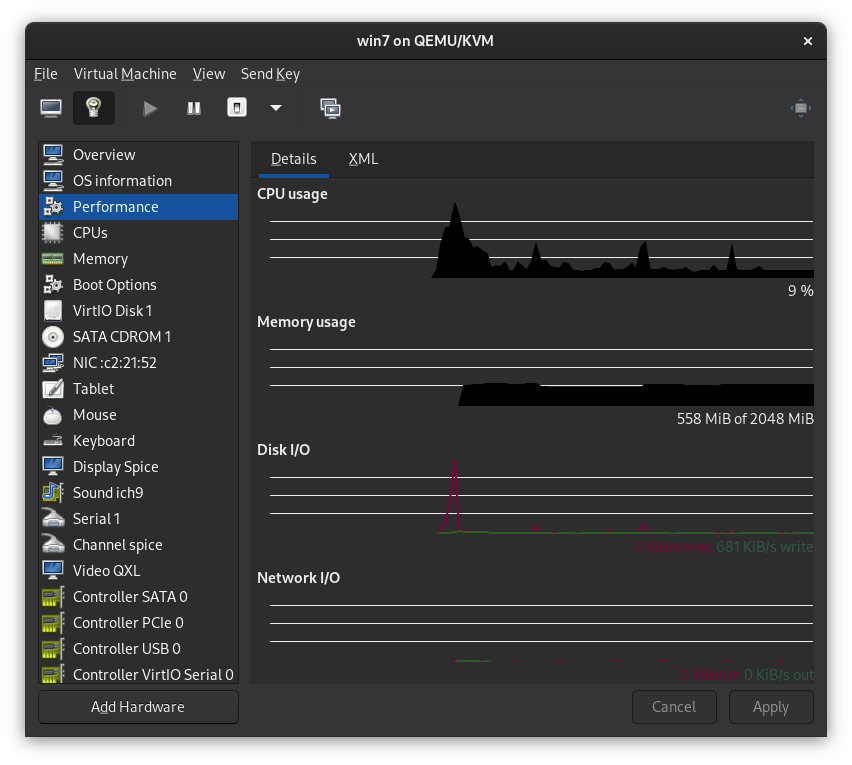 win7 on QEMU/KVM
File Virtual Machine View Send Key
Overview
OS information
Performance
CPUs
Memory
Boot Options
VirtIO Disk 1
SATA CDROM 1
NIC :c2:21:52
Tablet
Mouse
Keyboard
Display Spice
Sound ich9
Serial 1
Channel spice
Video QXL
Controller SATA 0
Controller PCIe 0
Controller USB 0
Controller VirtIO Serial 0
Add Hardware
Details XML
CPU usage
9 %
Memory usage
558 MiB of 2048 MiB
Disk I/O
681 KiB/s write
Network I/O
0 KiB/s out
Cancel Apply